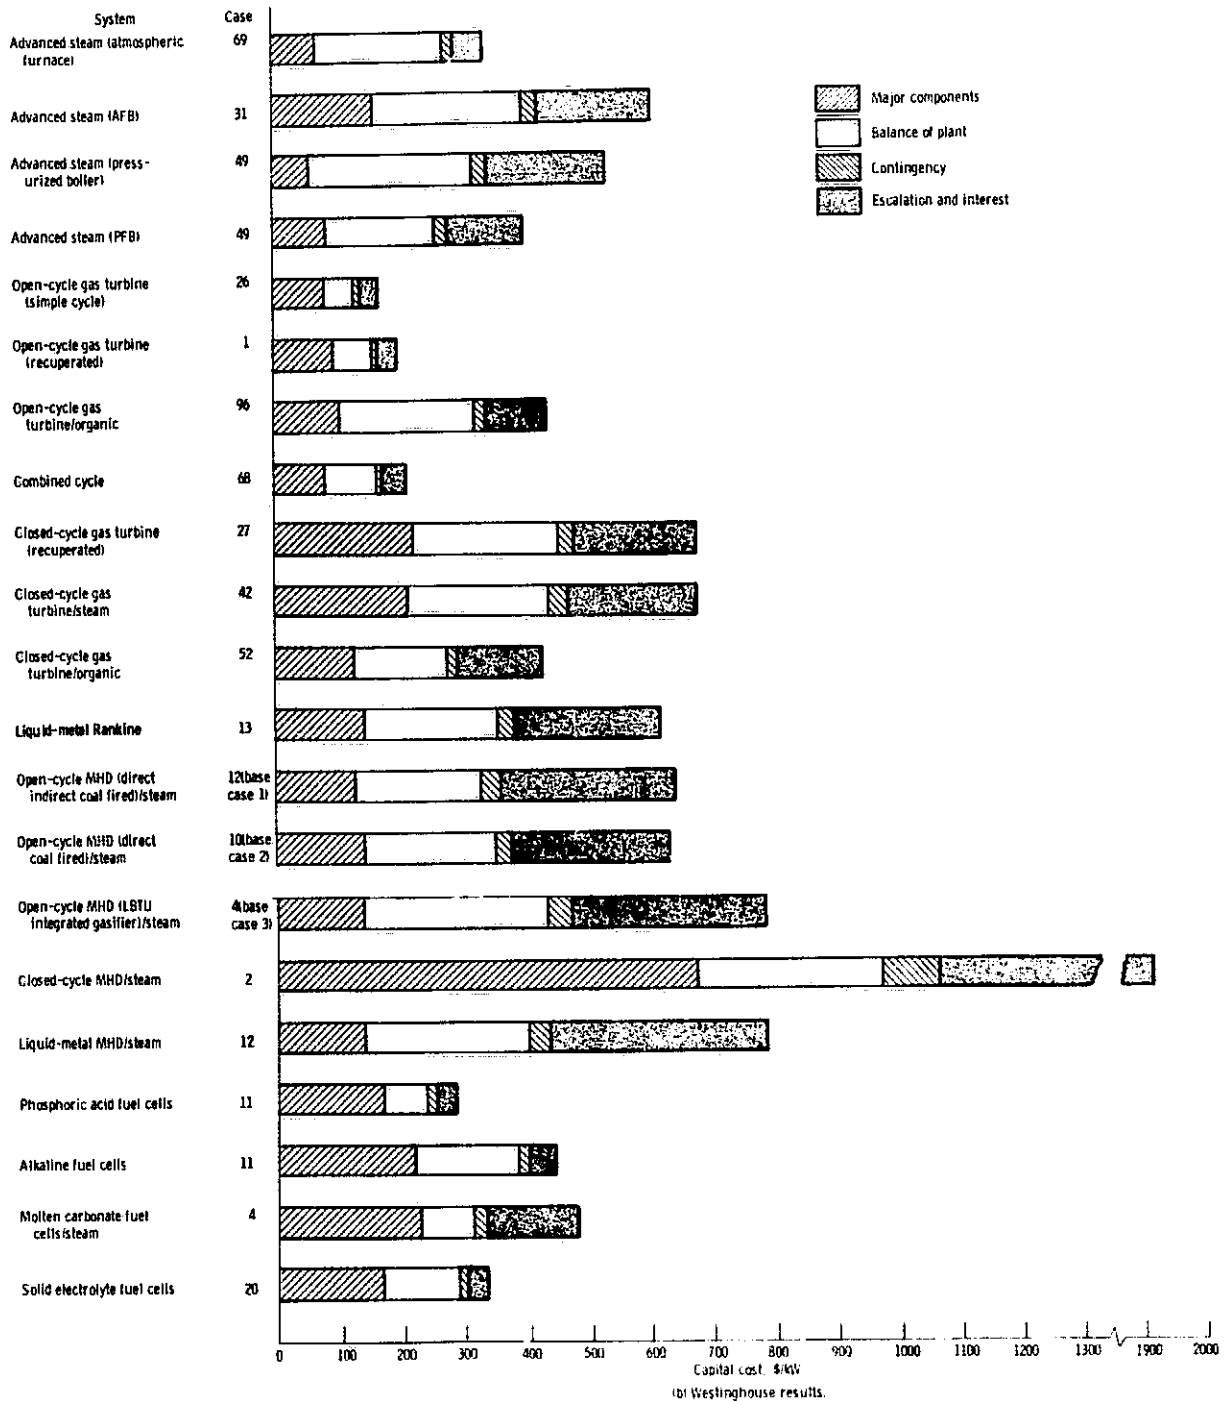 System Case
Advanced steam (atmospheric 69
furnace)
Major components
Advanced steam (AFB) 31
Balance of plant
Advanced steam (press- 49
urized boiler)
Contingency
Escalation and interest
Advanced steam (PFB) 49
Open-cycle gas turbine 26
(simple cycle)
Open-cycle gas turbine 1
(recuperated)
Open-cycle gas 96
turbine/organic
Combined cycle 68
Closed-cycle gas turbine 27
(recuperated)
Closed-cycle gas 42
turbine/steam
Closed-cycle gas 52
turbine/organic
Liquid-metal Rankine 13
Open-cycle MHD (direct 12(base
indirect coal fired)/steam case 1)
Open-cycle MHD (direct 10(base
coal fired)/steam case 2)
Open-cycle MHD (LBTU 4(base
integrated gasifier)/steam case 3)
Closed-cycle MHD/steam 2
Liquid-metal MHD/steam 12
Phosphoric acid fuel cells 11
Alkaline fuel cells 11
Molten carbonate fuel 4
cells/steam
Solid electrolyte fuel cells 20
0 100 200 300 400 500 600 700 800 900 1000 1100 1200 1300 1900 2000
Capital cost, $/kW
(b) Westinghouse results.